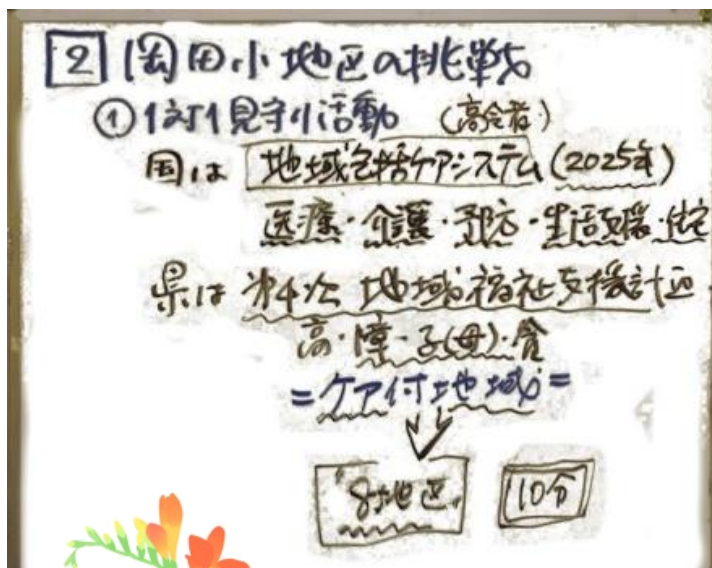 2 岡田小地区の挑戦
① 1対1見守り活動 (高令者)
国は 地域包括ケアシステム (2025年)
医療・介護・予防・生活支援・住宅
県は 第4次 地域福祉支援計画
高・障・子(母)・貧
=ケア付地域=
"8地区" 10分